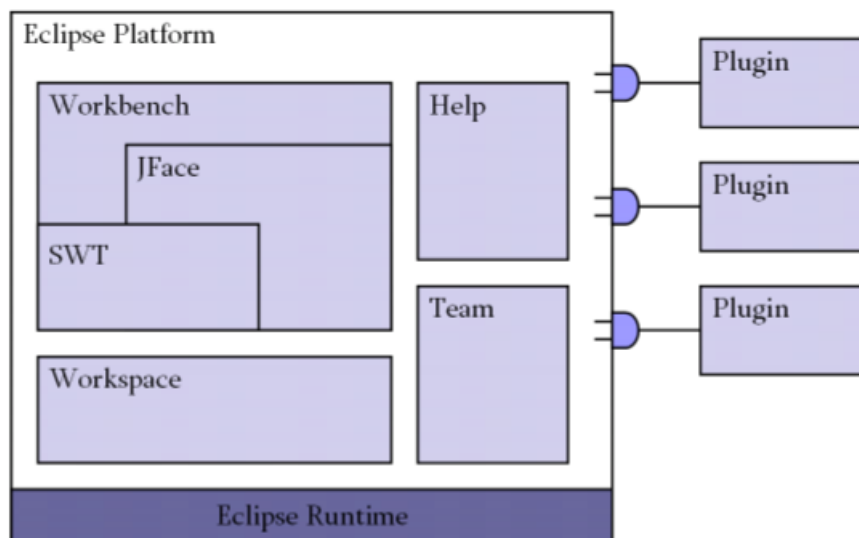 Eclipse Platform
Workbench
JFace
SWT
Workspace
Help
Team
Eclipse Runtime
Plugin
Plugin
Plugin